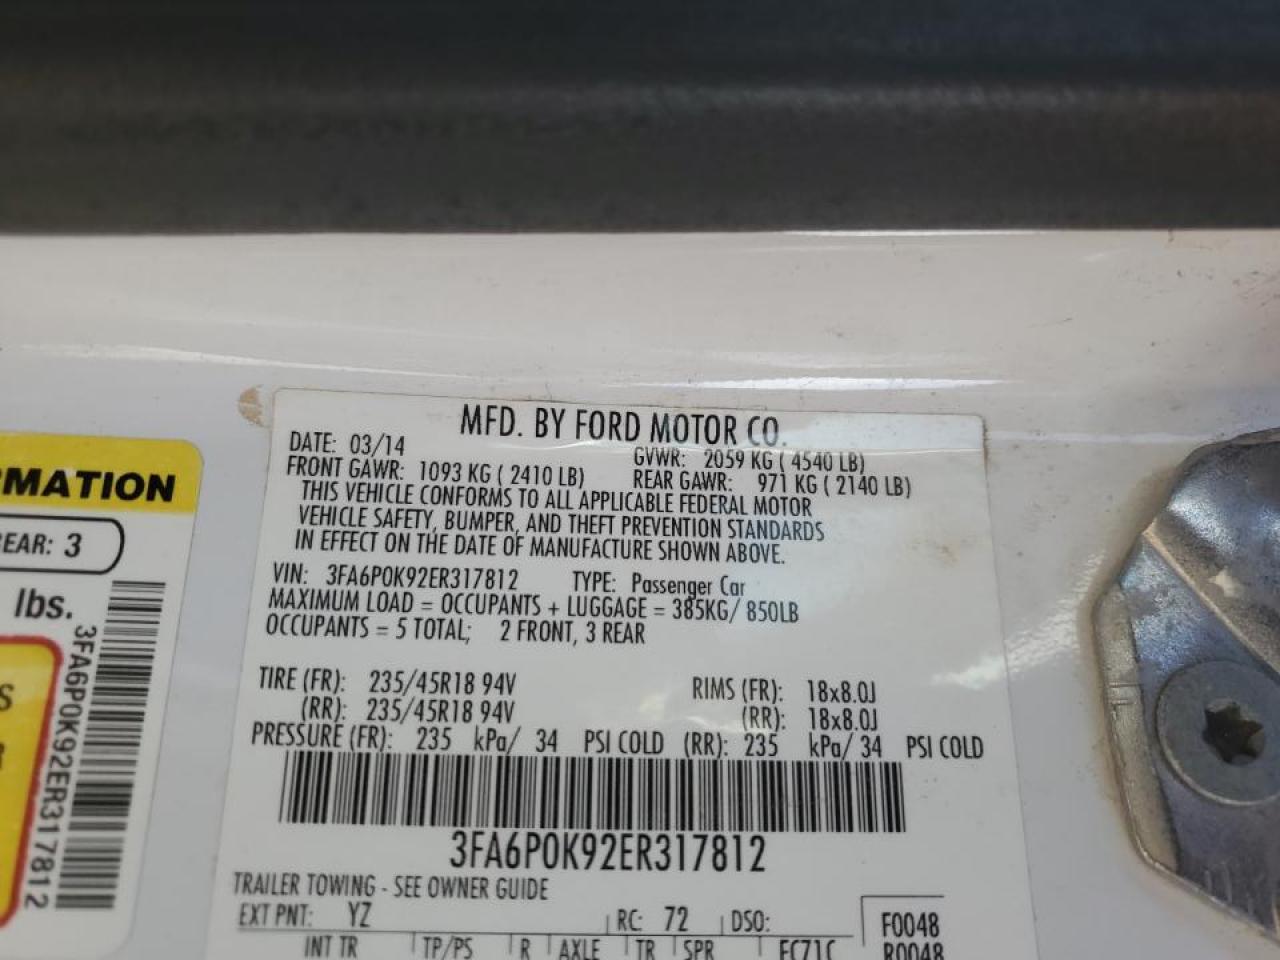 MFD. BY FORD MOTOR CO.
DATE: 03/14 GVWR: 2059 KG ( 4540 LB)
FRONT GAWR: 1093 KG ( 2410 LB) REAR GAWR: 971 KG ( 2140 LB)
THIS VEHICLE CONFORMS TO ALL APPLICABLE FEDERAL MOTOR
VEHICLE SAFETY, BUMPER, AND THEFT PREVENTION STANDARDS
IN EFFECT ON THE DATE OF MANUFACTURE SHOWN ABOVE.
VIN: 3FA6P0K92ER317812 TYPE: Passenger Car
MAXIMUM LOAD = OCCUPANTS + LUGGAGE = 385KG/ 850LB
OCCUPANTS = 5 TOTAL; 2 FRONT, 3 REAR
TIRE (FR): 235/45R18 94V RIMS (FR): 18x8.0J
(RR): 235/45R18 94V (RR): 18x8.0J
PRESSURE (FR): 235 kPa/ 34 PSI COLD (RR): 235 kPa/ 34 PSI COLD
3FA6P0K92ER317812
TRAILER TOWING - SEE OWNER GUIDE
EXT PNT: YZ RC: 72 DSO: F0048
INT TR TP/PS R AXLE TR SPR EC71C R0048
RMATION
EAR: 3
lbs.
3FA6P0K92ER317812
S